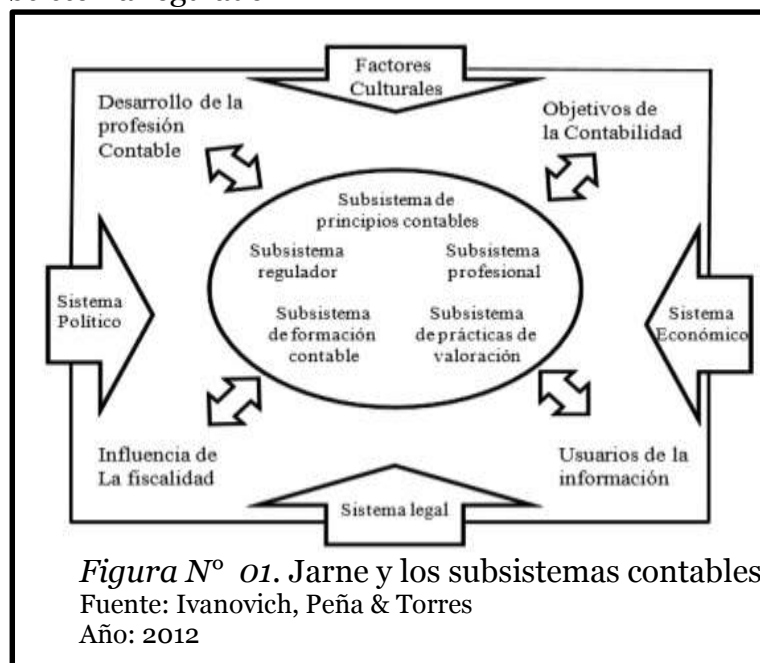 Factores
Culturales
Desarrollo de la
profesión
Contable
Objetivos de
la Contabilidad
Subsistema de
principios contables
Subsistema
regulador
Subsistema
profesional
Sistema
Político
Sistema
Económico
Subsistema
de formación
contable
Subsistema
de prácticas de
valoración
Influencia de
La fiscalidad
Usuarios de la
información
Sistema legal
Figura N° 01. Jarne y los subsistemas contables
Fuente: Ivanovich, Peña & Torres
Año: 2012